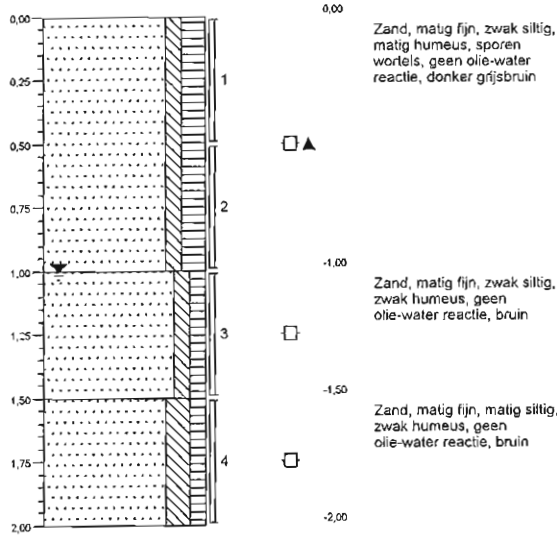 0,00
0,25
0,50
0,75
1,00
1,25
1,50
1,75
2,00
1
2
3
4
0,00
-1,00
-1,50
-2,00
Zand, matig fijn, zwak siltig,
matig humeus, sporen
wortels, geen olie-water
reactie, donker grijsbruin
Zand, matig fijn, zwak siltig,
zwak humeus, geen
olie-water reactie, bruin
Zand, matig fijn, matig siltig,
zwak humeus, geen
olie-water reactie, bruin